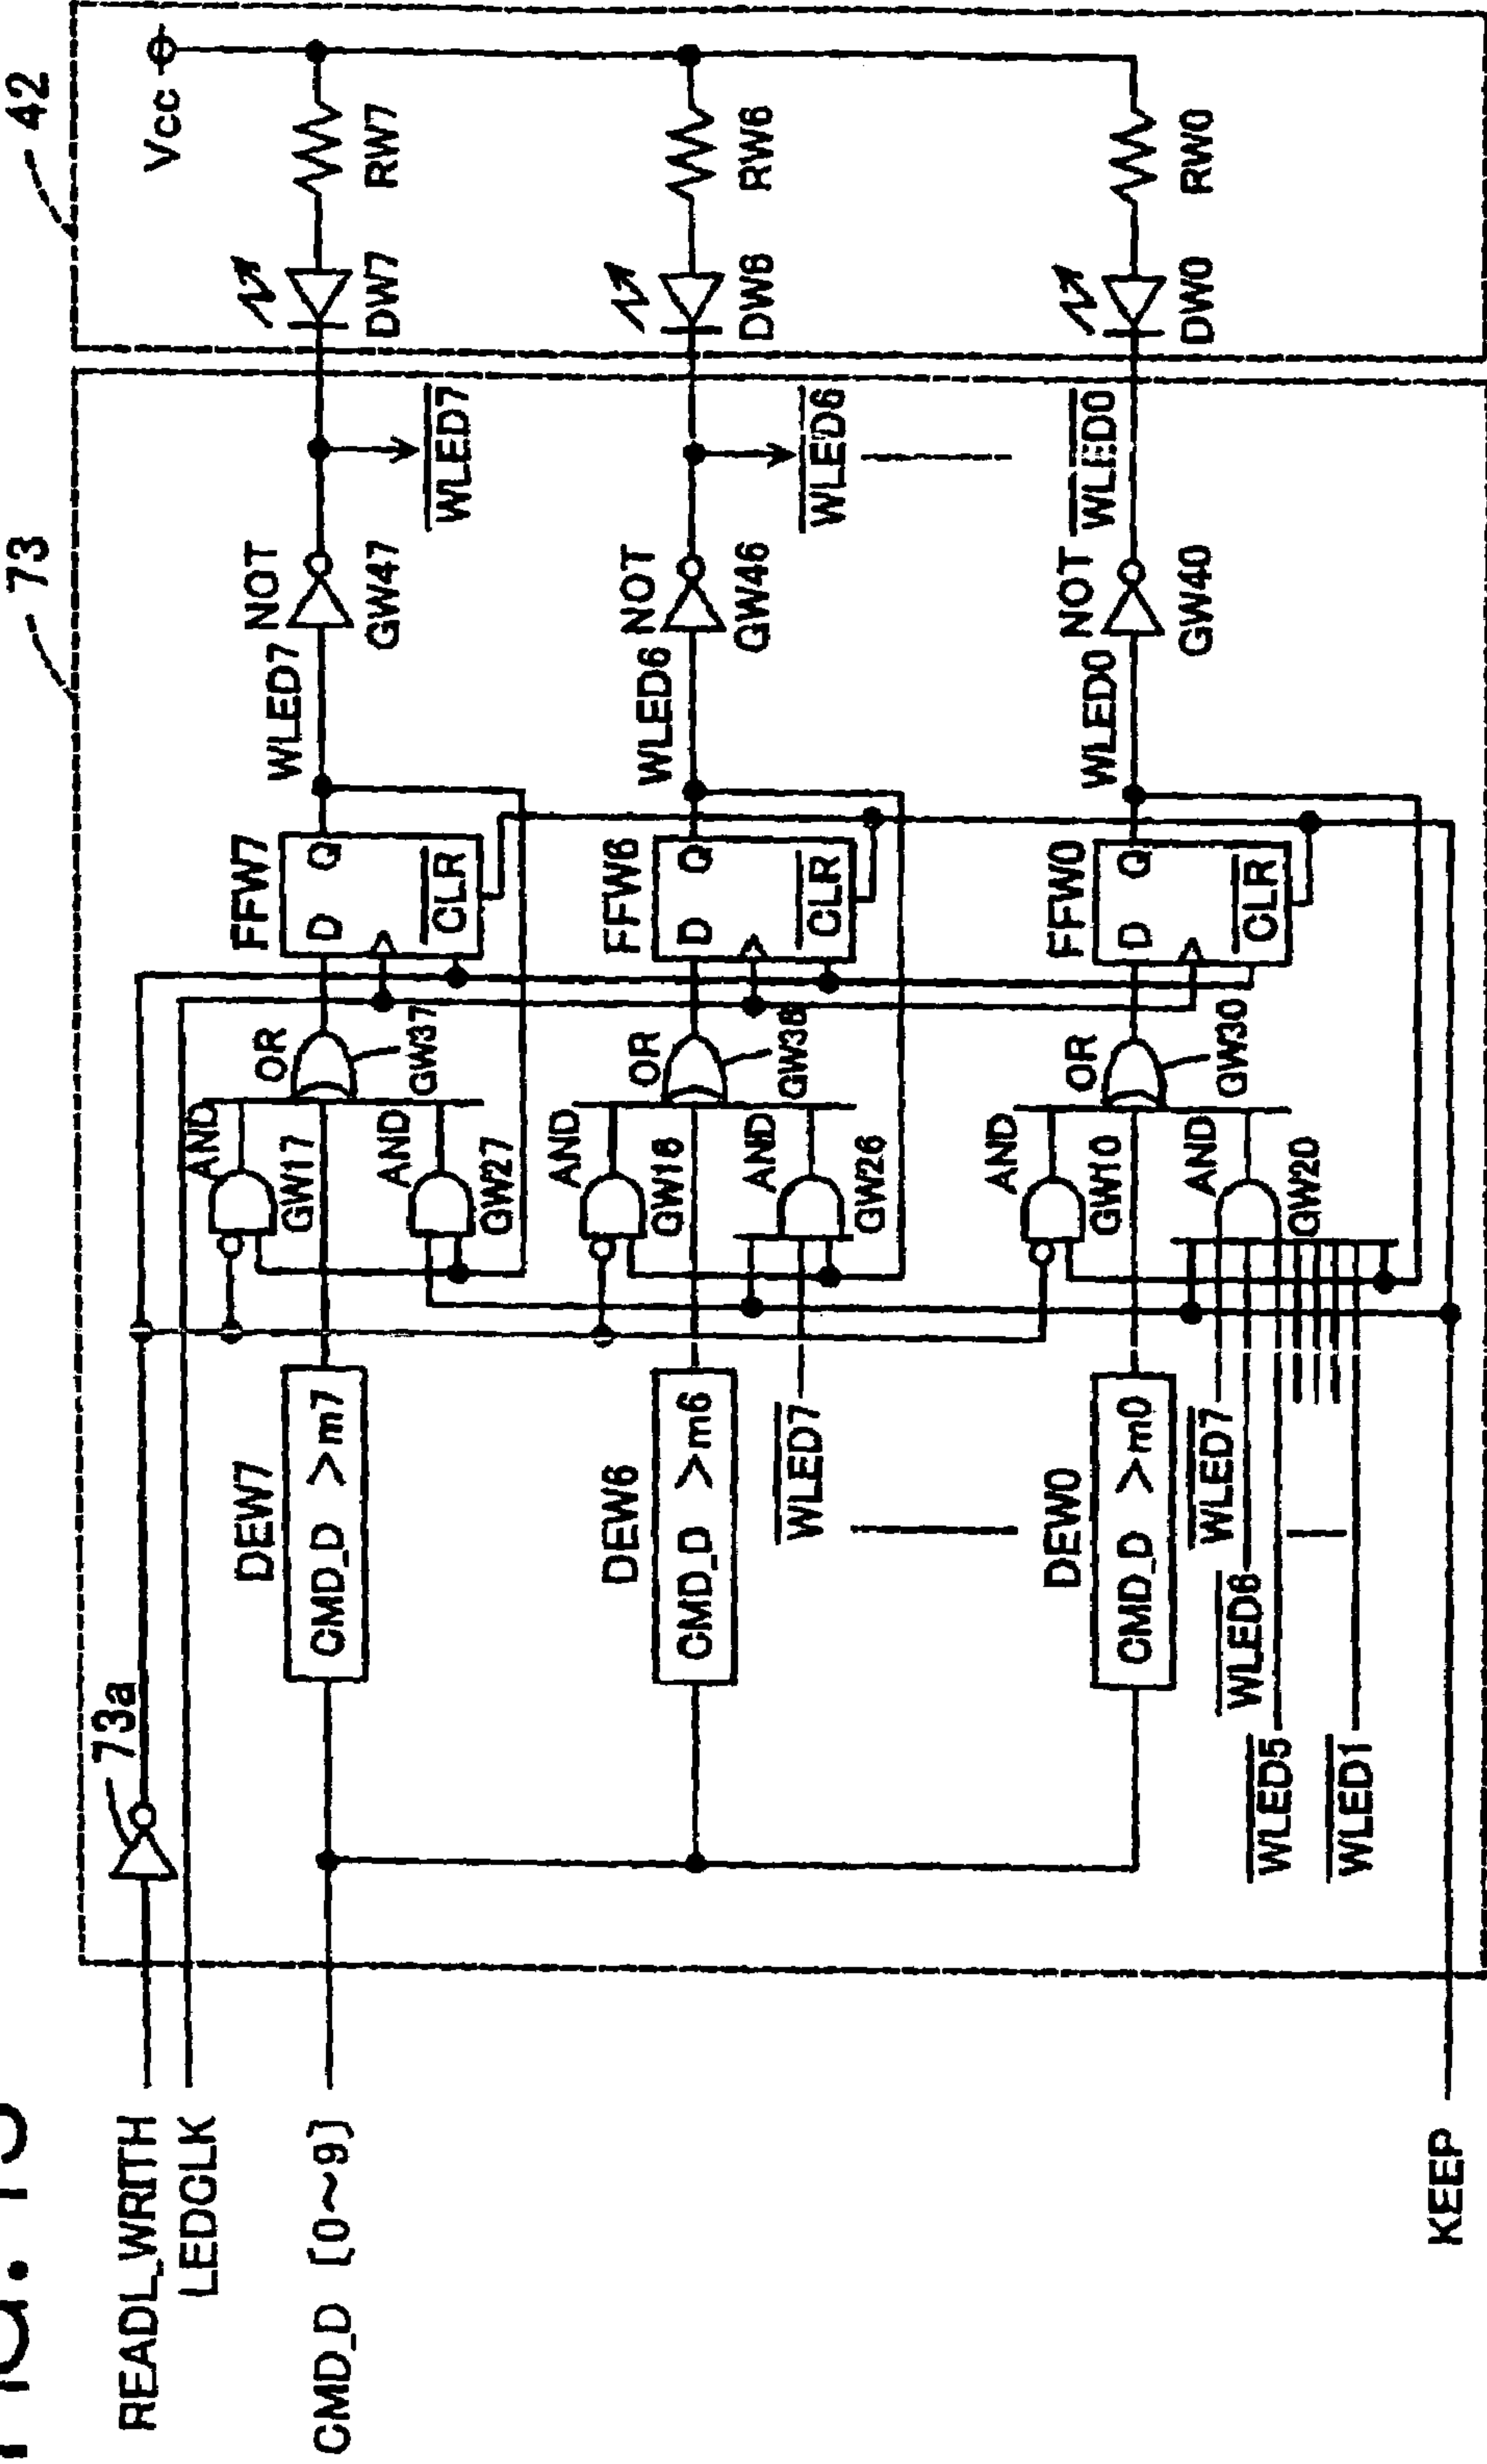 73
42
READL_WRITH
LEDCLK
CMD_D [0~9]
KEEP
73a
Vcc
DEW7
CMD_D >m7
AND
GW17
AND
GW27
OR
GW37
FFW7
D
Q
CLR
WLED7
NOT
GW47
WLED7
DW7
RW7
DEW6
CMD_D >m6
WLED7
AND
GW16
AND
GW26
OR
FFW6
D
Q
CLR
WLED6
NOT
GW46
WLED6
DW6
RW6
DEW0
CMD_D >m0
WLED7
WLED6
WLED5
WLED1
AND
GW10
AND
GW20
OR
GW30
FFW0
D
Q
CLR
WLED0
NOT
GW40
WLED0
DW0
RW0